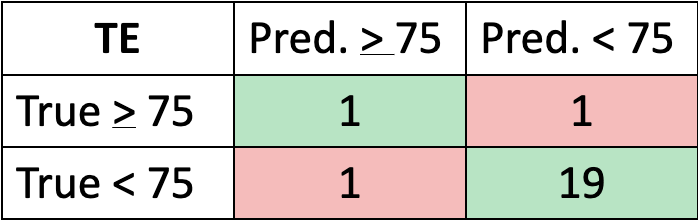 TE Pred. ≥ 75 Pred. < 75
True ≥ 75 1 1
True < 75 1 19